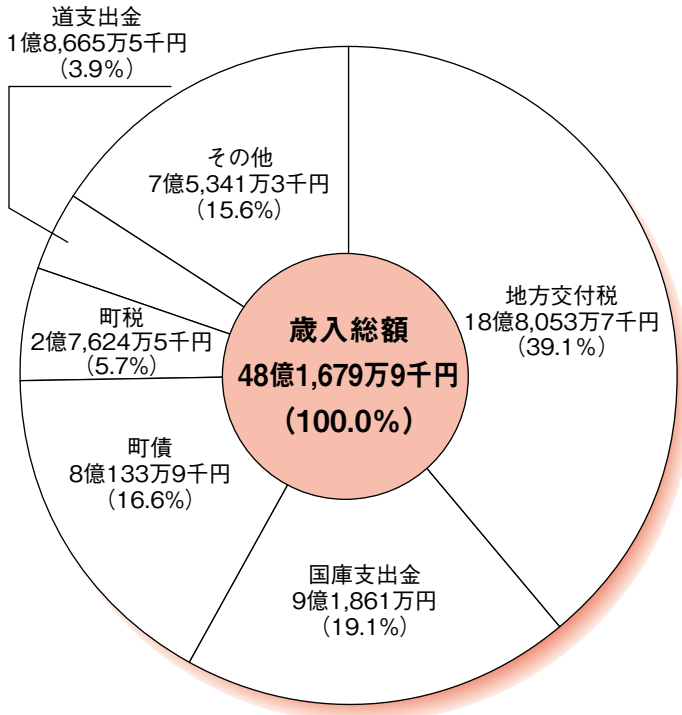 道支出金
1億8,665万5千円
(3.9%)
その他
7億5,341万3千円
(15.6%)
地方交付税
18億8,053万7千円
(39.1%)
町税
2億7,624万5千円
(5.7%)
歳入総額
48億1,679万9千円
(100.0%)
町債
8億133万9千円
(16.6%)
国庫支出金
9億1,861万円
(19.1%)